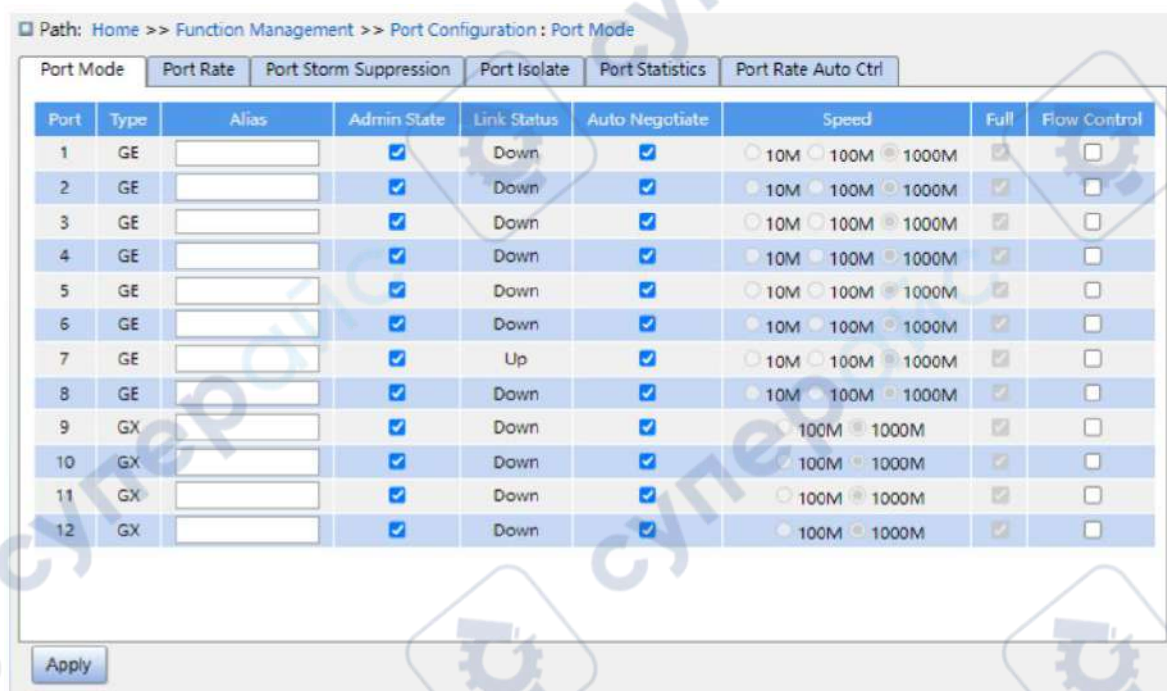 Path: Home >> Function Management >> Port Configuration : Port Mode
Port Mode Port Rate Port Storm Suppression Port Isolate Port Statistics Port Rate Auto Ctrl
Port Type Alias Admin State Link Status Auto Negotiate Speed Full Flow Control
1 GE Down 10M 100M 1000M
2 GE Down 10M 100M 1000M
3 GE Down 10M 100M 1000M
4 GE Down 10M 100M 1000M
5 GE Down 10M 100M 1000M
6 GE Down 10M 100M 1000M
7 GE Up 10M 100M 1000M
8 GE Down 10M 100M 1000M
9 GX Down 100M 1000M
10 GX Down 100M 1000M
11 GX Down 100M 1000M
12 GX Down 100M 1000M
Apply
суперайс
суперайс